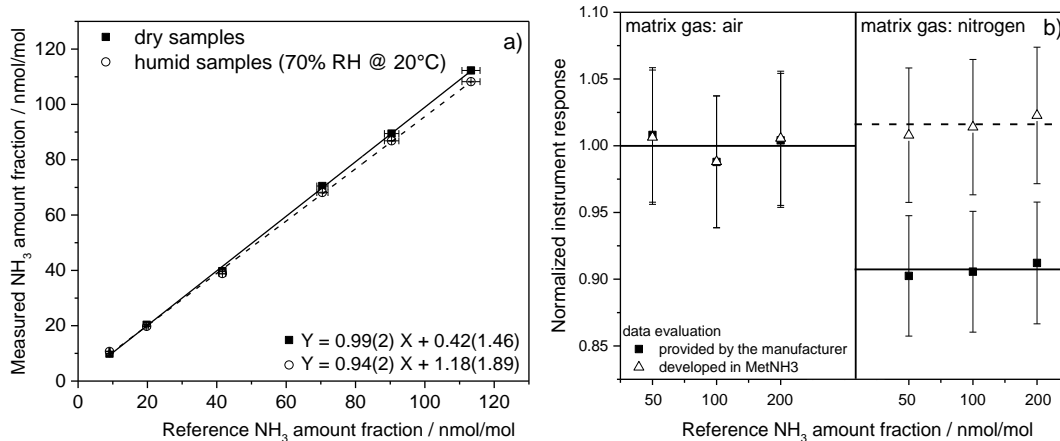 a)
dry samples
humid samples (70% RH @ 20°C)
Measured NH₃ amount fraction / nmol/mol
120
100
80
60
40
20
0
Y = 0.99(2) X + 0.42(1.46)
Y = 0.94(2) X + 1.18(1.89)
0 20 40 60 80 100 120
Reference NH₃ amount fraction / nmol/mol
matrix gas: air
matrix gas: nitrogen
b)
Normalized instrument response
1.05
1.00
0.95
0.90
0.85
data evaluation
provided by the manufacturer
developed in MetNH3
50 100 200 50 100 200
Reference NH₃ amount fraction / nmol/mol